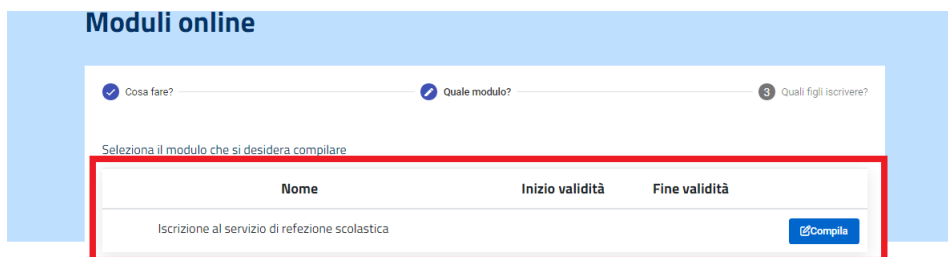 Moduli online
Cosa fare? Quale modulo? 3 Quali figli iscrivere?
Seleziona il modulo che si desidera compilare
Nome Inizio validità Fine validità
Iscrizione al servizio di refezione scolastica Compila